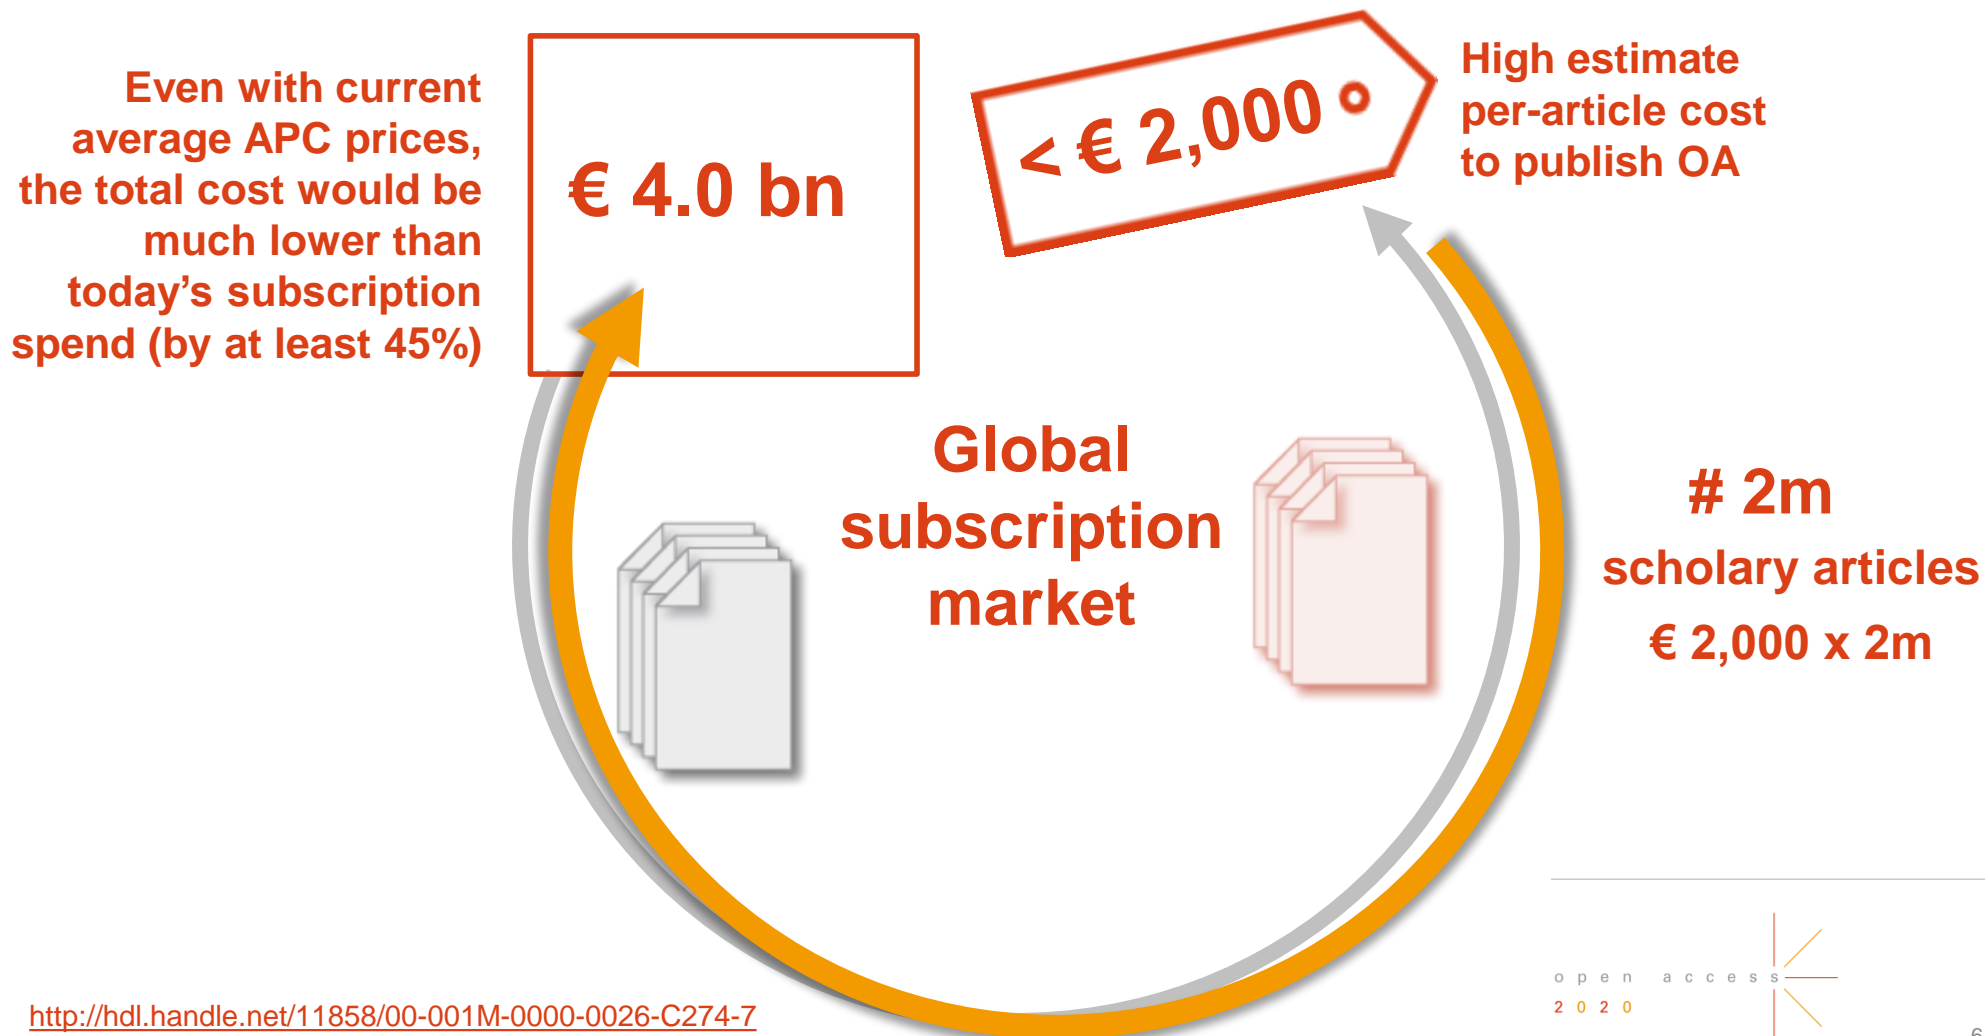 Even with current
average APC prices,
the total cost would be
much lower than
today’s subscription
spend (by at least 45%)
€ 4.0 bn
< € 2,000
High estimate
per-article cost
to publish OA
Global
subscription
market
# 2m
scholary articles
€ 2,000 x 2m
http://hdl.handle.net/11858/00-001M-0000-0026-C274-7
open access
2020
6